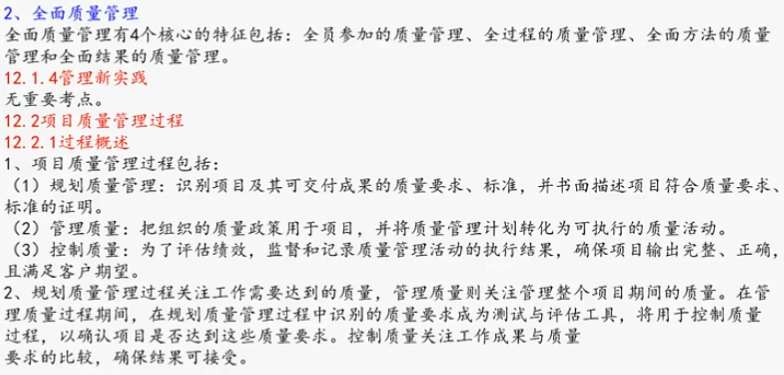 2、全面质量管理
全面质量管理有4个核心的特征包括：全员参加的质量管理、全过程的质量管理、全面方法的质量
管理和全面结果的质量管理。
12.1.4管理新实践
无重要考点。
12.2项目质量管理过程
12.2.1过程概述
1、项目质量管理过程包括：
（1）规划质量管理：识别项目及其可交付成果的质量要求、标准，并书面描述项目符合质量要求、
标准的证明。
（2）管理质量：把组织的质量政策用于项目，并将质量管理计划转化为可执行的质量活动。
（3）控制质量：为了评估绩效，监督和记录质量管理活动的执行结果，确保项目输出完整、正确，
且满足客户期望。
2、规划质量管理过程关注工作需要达到的质量，管理质量则关注管理整个项目期间的质量。在管
理质量过程期间，在规划质量管理过程中识别的质量要求成为测试与评估工具，将用于控制质量
过程，以确认项目是否达到这些质量要求。控制质量关注工作成果与质量
要求的比较，确保结果可接受。